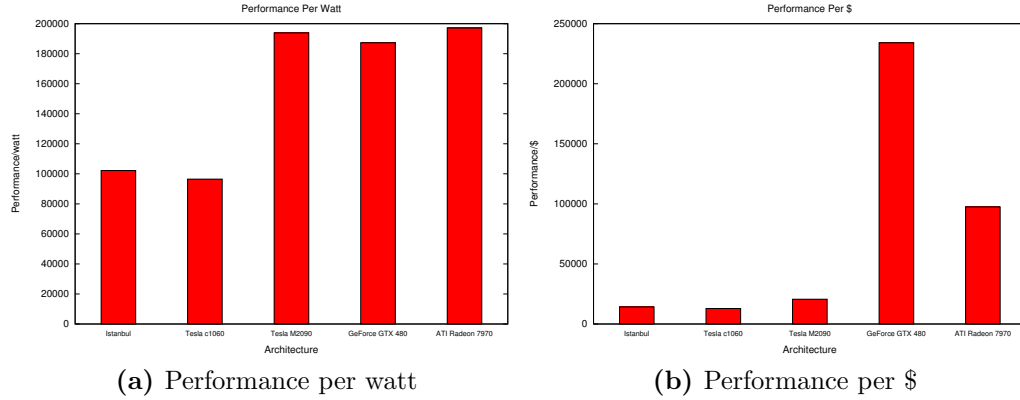 Performance Per Watt
200000
180000
160000
140000
120000
100000
80000
60000
40000
20000
0
Performance/watt
Istanbul Tesla c1060 Tesla M2090 GeForce GTX 480 ATI Radeon 7970
Architecture
(a) Performance per watt
Performance Per $
250000
200000
150000
100000
50000
0
Performance/$
Istanbul Tesla c1060 Tesla M2090 GeForce GTX 480 ATI Radeon 7970
Architecture
(b) Performance per $